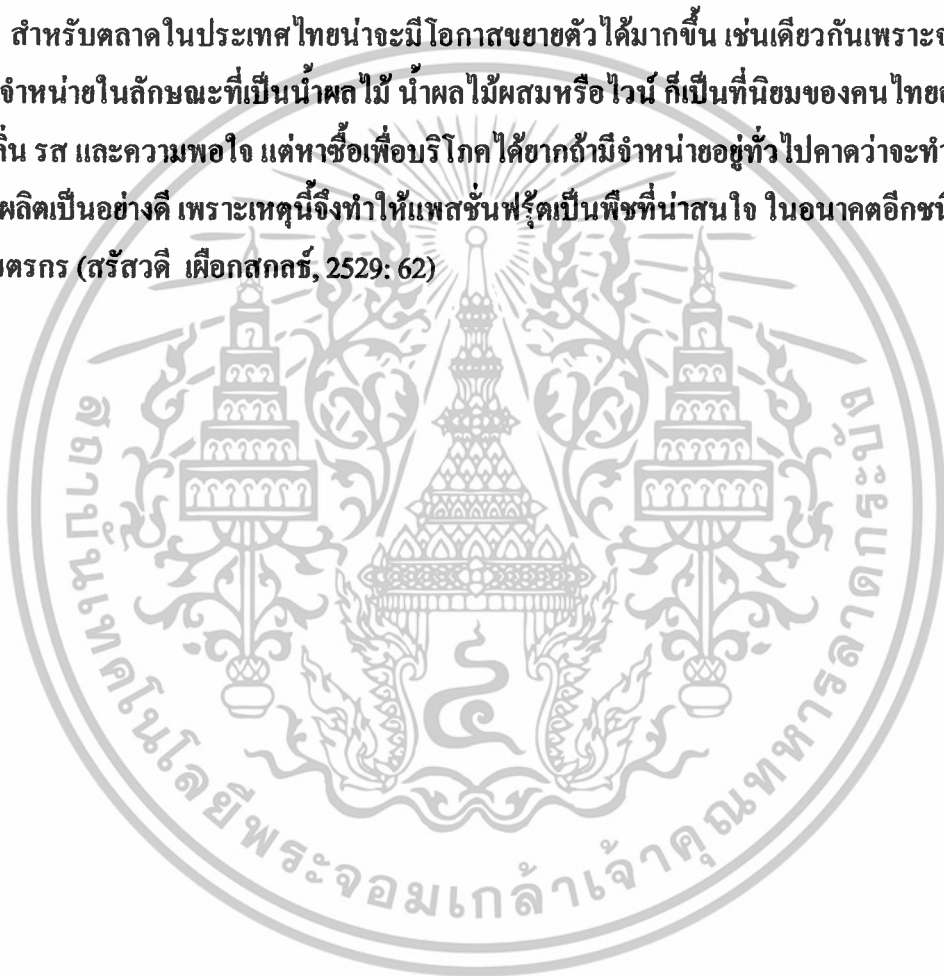 สำหรับตลาดในประเทศไทยน่าจะมีโอกาสขยายตัวได้มากขึ้น เช่นเดียวกันเพราะ
จำหน่ายในลักษณะที่เป็นน้ำผลไม้ น้ำผลไม้ผสมหรือไวน์ ก็เป็นที่นิยมของคนไทย
รส และความพอใจ แต่หาซื้อเพื่อบริโภคได้ยากถ้ามีจำหน่ายอยู่ทั่วไปคาดว่าจะทำ
ผลิตเป็นอย่างดี เพราะเหตุนี้จึงทำให้แพสชั่นฟรุ้ตเป็นพืชที่น่าสนใจ ในอนาคตอีก
(สรัสวดี เผือกสกลธ์, 2529: 62)
สถาบันเทคโนโลยีพระจอมเกล้าเจ้าคุณทหารลาดกระบัง
๔